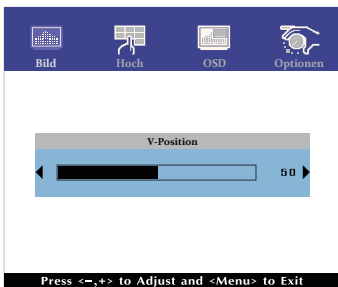 Bild Hoch OSD Optionen
V-Position
50
Press <-,+> to Adjust and <Menu> to Exit